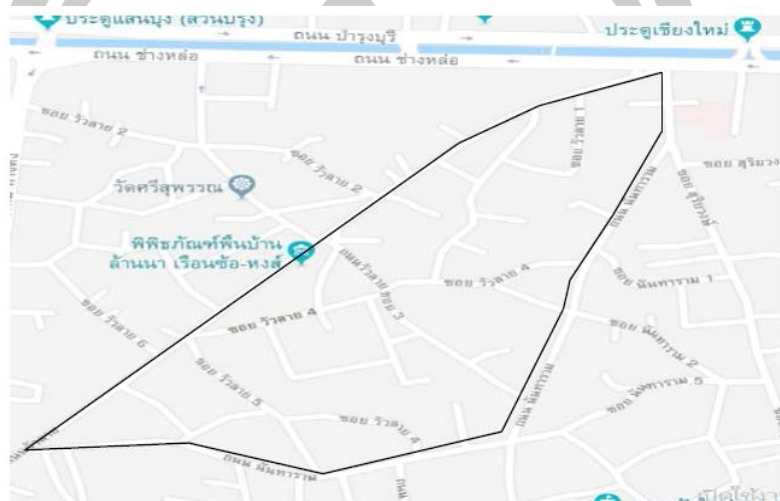 ประตูแสนปุง (สวนปรุง)
ถนน บำรุงบุรี
ประตูเชียงใหม่
ถนน ช่างหล่อ
ถนน ช่างหล่อ
ซอย วัวลาย 2
ซอย วัวลาย 1
ซอย วัวลาย 2
ซอย สุริยวง
วัดศรีสุพรรณ
ซอย สุริยวงศ์
ถนน นันทาราม
พิพิธภัณฑ์พื้นบ้าน
ล้านนา เรือนซ้อ-หงส์
ถนนวัวลาย ซอย 3
ซอย วัวลาย 4
ซอย นันทาราม 1
ซอย วัวลาย 6
ซอย วัวลาย 4
ซอย นันทาราม 2
ซอย วัวลาย 5
ถนน นันทาราม
ซอย นันทาราม 5
ซอย วัวลาย 4
ถนน นันทาราม